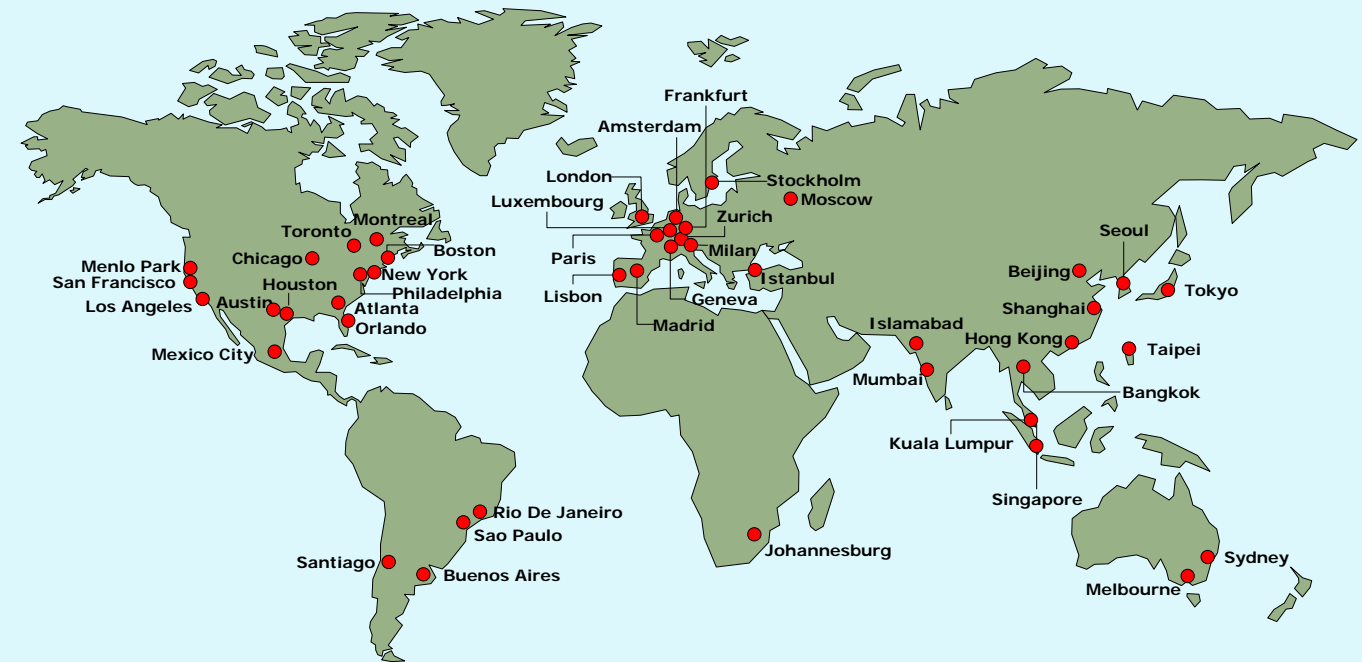 Frankfurt
Amsterdam
London
Stockholm
Luxembourg
Moscow
Zurich
Montreal
Toronto
Seoul
Boston
Paris
Milan
Chicago
Menlo Park
New York
Beijing
Istanbul
San Francisco
Houston
Philadelphia
Lisbon
Geneva
Tokyo
Los Angeles
Austin
Atlanta
Shanghai
Orlando
Madrid
Islamabad
Hong Kong
Taipei
Mexico City
Mumbai
Bangkok
Kuala Lumpur
Singapore
Rio De Janeiro
Sao Paulo
Johannesburg
Santiago
Sydney
Buenos Aires
Melbourne